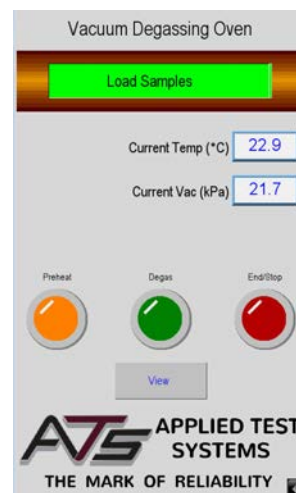 Vacuum Degassing Oven
Load Samples
Current Temp (°C) 22.9
Current Vac (kPa) 21.7
Preheat Degas End/Stop
View
ATS APPLIED TEST
SYSTEMS
THE MARK OF RELIABILITY